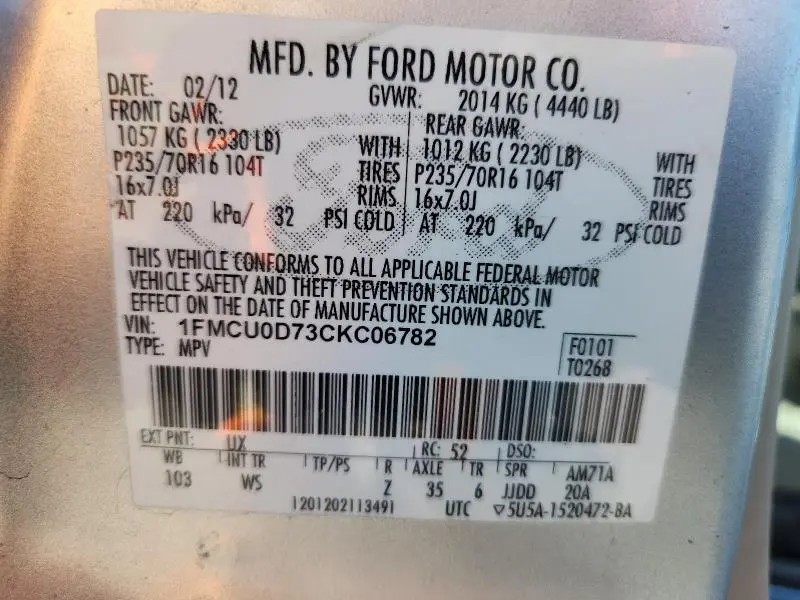 MFD. BY FORD MOTOR CO.
DATE: 02/12 GVWR: 2014 KG ( 4440 LB)
FRONT GAWR: REAR GAWR:
1057 KG ( 2330 LB) WITH 1012 KG ( 2230 LB) WITH
P235/70R16 104T TIRES P235/70R16 104T TIRES
16x7.0J RIMS 16x7.0J RIMS
AT 220 kPa/ 32 PSI COLD AT 220 kPa/ 32 PSI COLD
THIS VEHICLE CONFORMS TO ALL APPLICABLE FEDERAL MOTOR
VEHICLE SAFETY AND THEFT PREVENTION STANDARDS IN
EFFECT ON THE DATE OF MANUFACTURE SHOWN ABOVE.
VIN: 1FMCU0D73CKC06782
TYPE: MPV
F0101
T0268
EXT PNT: UX RC: 52 DSO:
WB INT TR TP/PS R AXLE TR SPR AM71A
103 WS Z 35 6 JJDD 20A
1201202113491 UTC ▽5U5A-1520472-BA